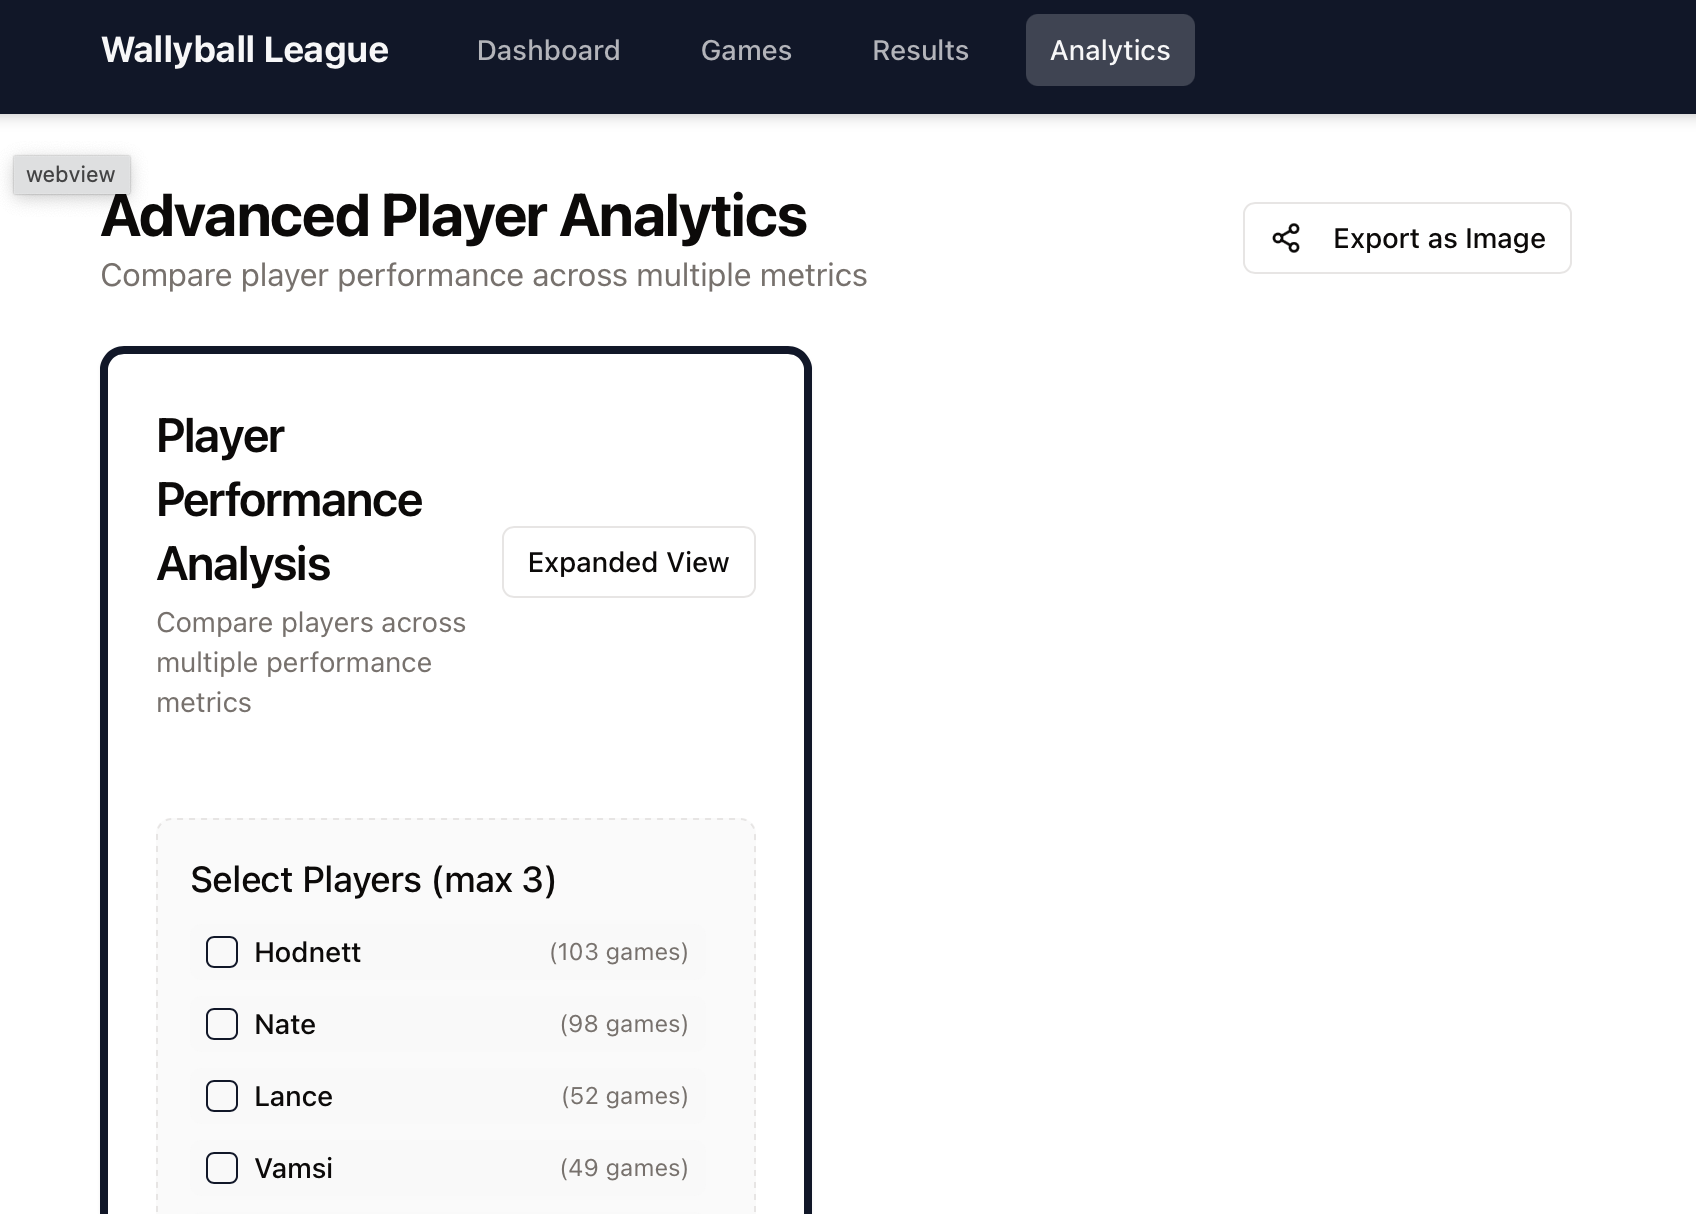 Wallyball League Dashboard Games Results Analytics
webview
Advanced Player Analytics
Compare player performance across multiple metrics
Export as Image
Player
Performance
Analysis
Expanded View
Compare players across
multiple performance
metrics
Select Players (max 3)
Hodnett (103 games)
Nate (98 games)
Lance (52 games)
Vamsi (49 games)